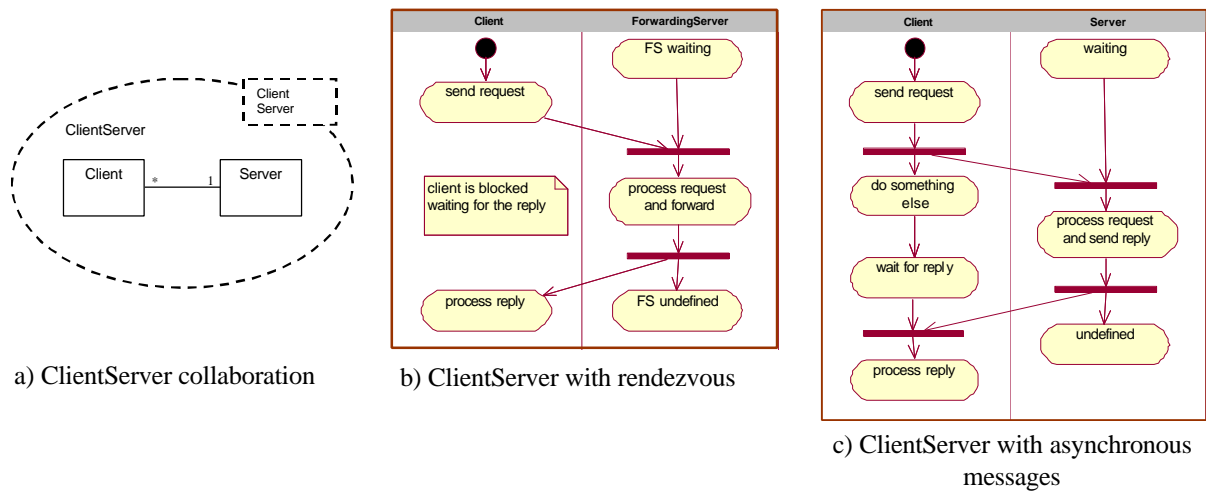 Client
Server
ClientServer
Client
*
1
Server
a) ClientServer collaboration
Client
ForwardingServer
FS waiting
send request
client is blocked
waiting for the reply
process request
and forward
process reply
FS undefined
b) ClientServer with rendezvous
Client
Server
waiting
send request
do something
else
process request
and send reply
wait for reply
undefined
process reply
c) ClientServer with asynchronous
messages